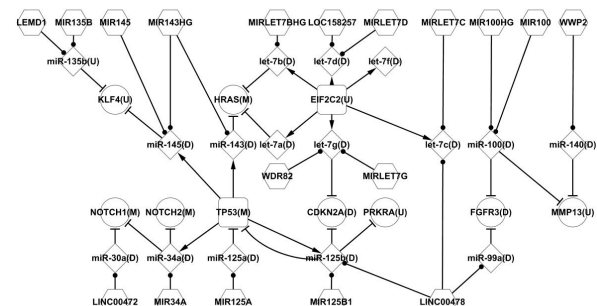 LEMD1 MIR135B MIR145 MIR143HG MIRLET7BHG LOC158257 MIRLET7D MIRLET7C MIR100HG MIR100 WWP2
miR-135b(U) let-7b(D) let-7d(D) let-7f(D)
KLF4(U) HRAS(M) EIF2C2(U)
miR-145(D) miR-143(D) let-7a(D) let-7g(D) let-7c(D) miR-100(D) miR-140(D)
WDR82 MIRLET7G
NOTCH1(M) NOTCH2(M) TP53(M) CDKN2A(D) PRKRA(U) FGFR3(D) MMP13(U)
miR-30a(D) miR-34a(D) miR-125a(D) miR-125b(D) miR-99a(D)
LINC00472 MIR34A MIR125A MIR125B1 LINC00478